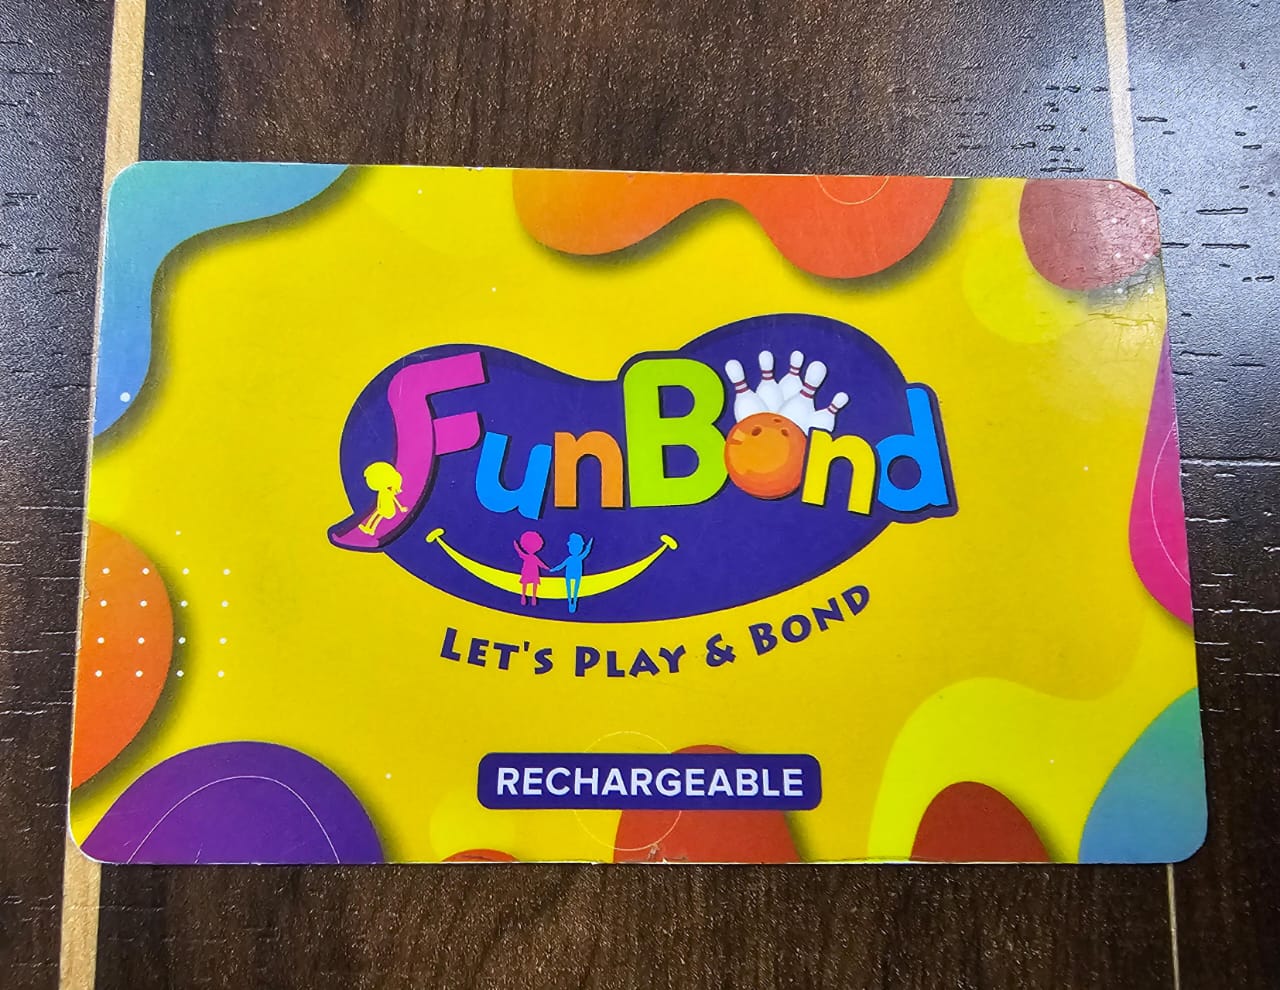 FunBond
LET'S PLAY & BOND
RECHARGEABLE